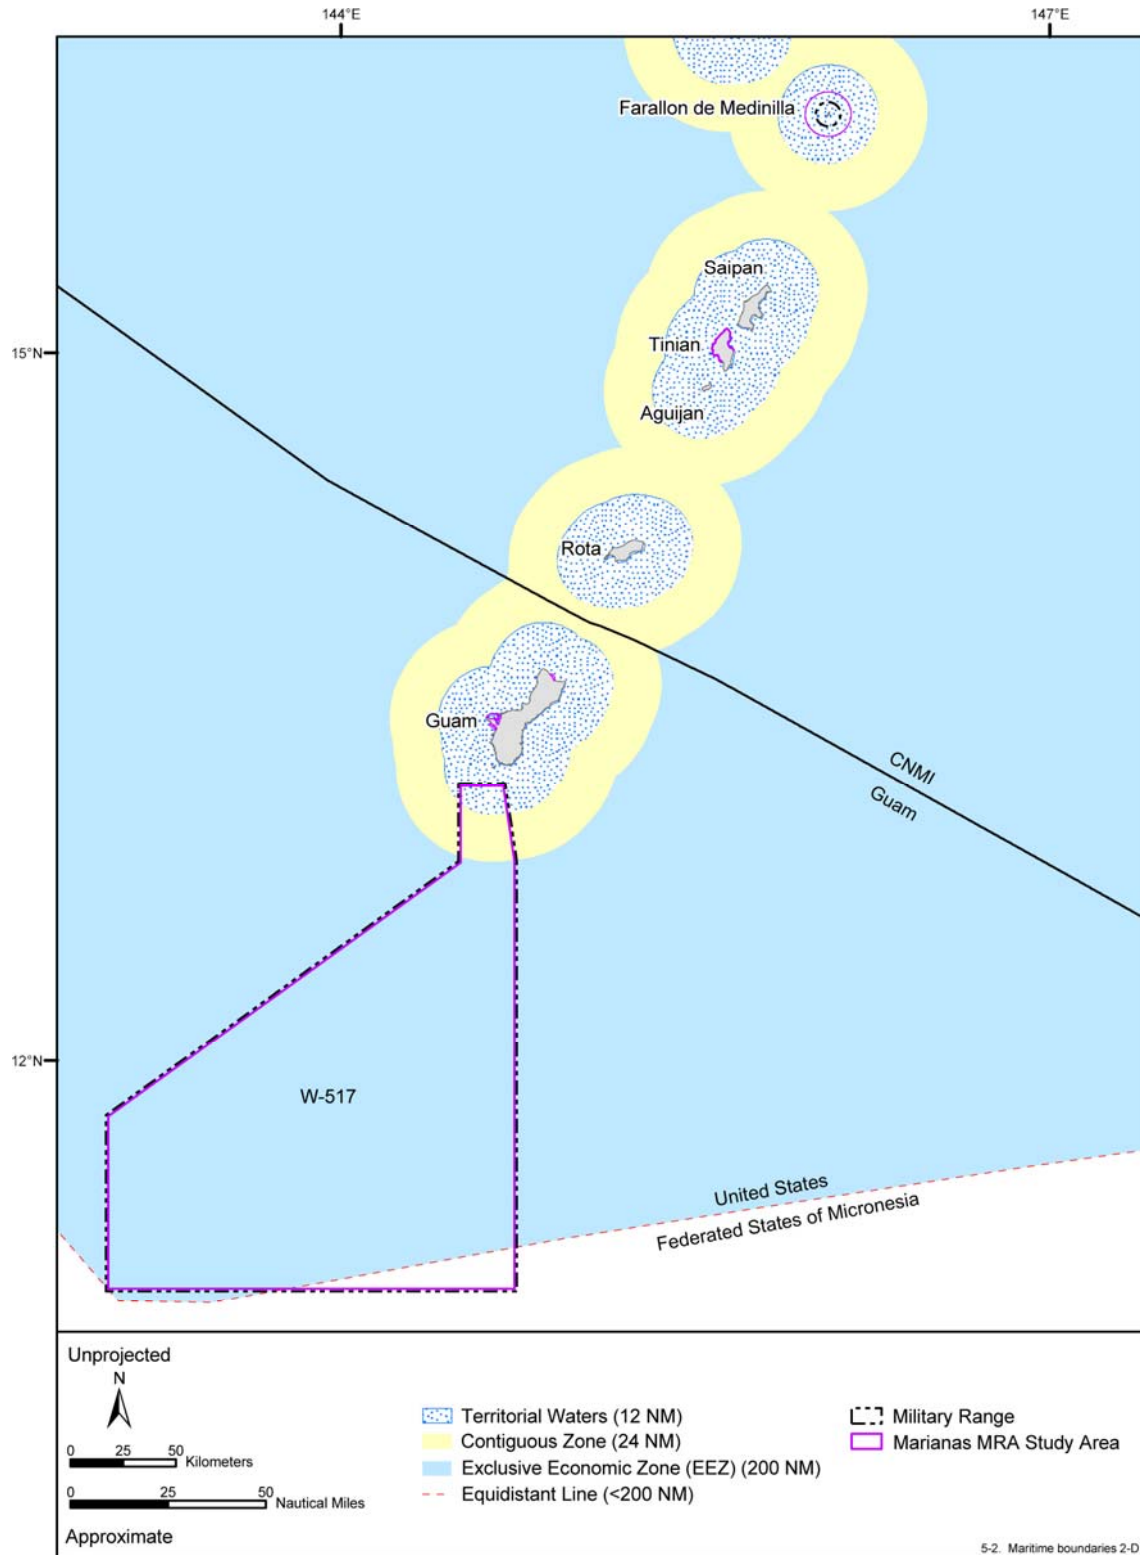 144°E
147°E
Farallon de Medinilla
Saipan
15°N
Tinian
Aguijan
Rota
Guam
CNMI
Guam
12°N
W-517
United States
Federated States of Micronesia
Unprojected
N
0 25 50 Kilometers
0 25 50 Nautical Miles
Approximate
Territorial Waters (12 NM)
Contiguous Zone (24 NM)
Exclusive Economic Zone (EEZ) (200 NM)
Equidistant Line (<200 NM)
Military Range
Marianas MRA Study Area
5-2. Maritime boundaries 2-D